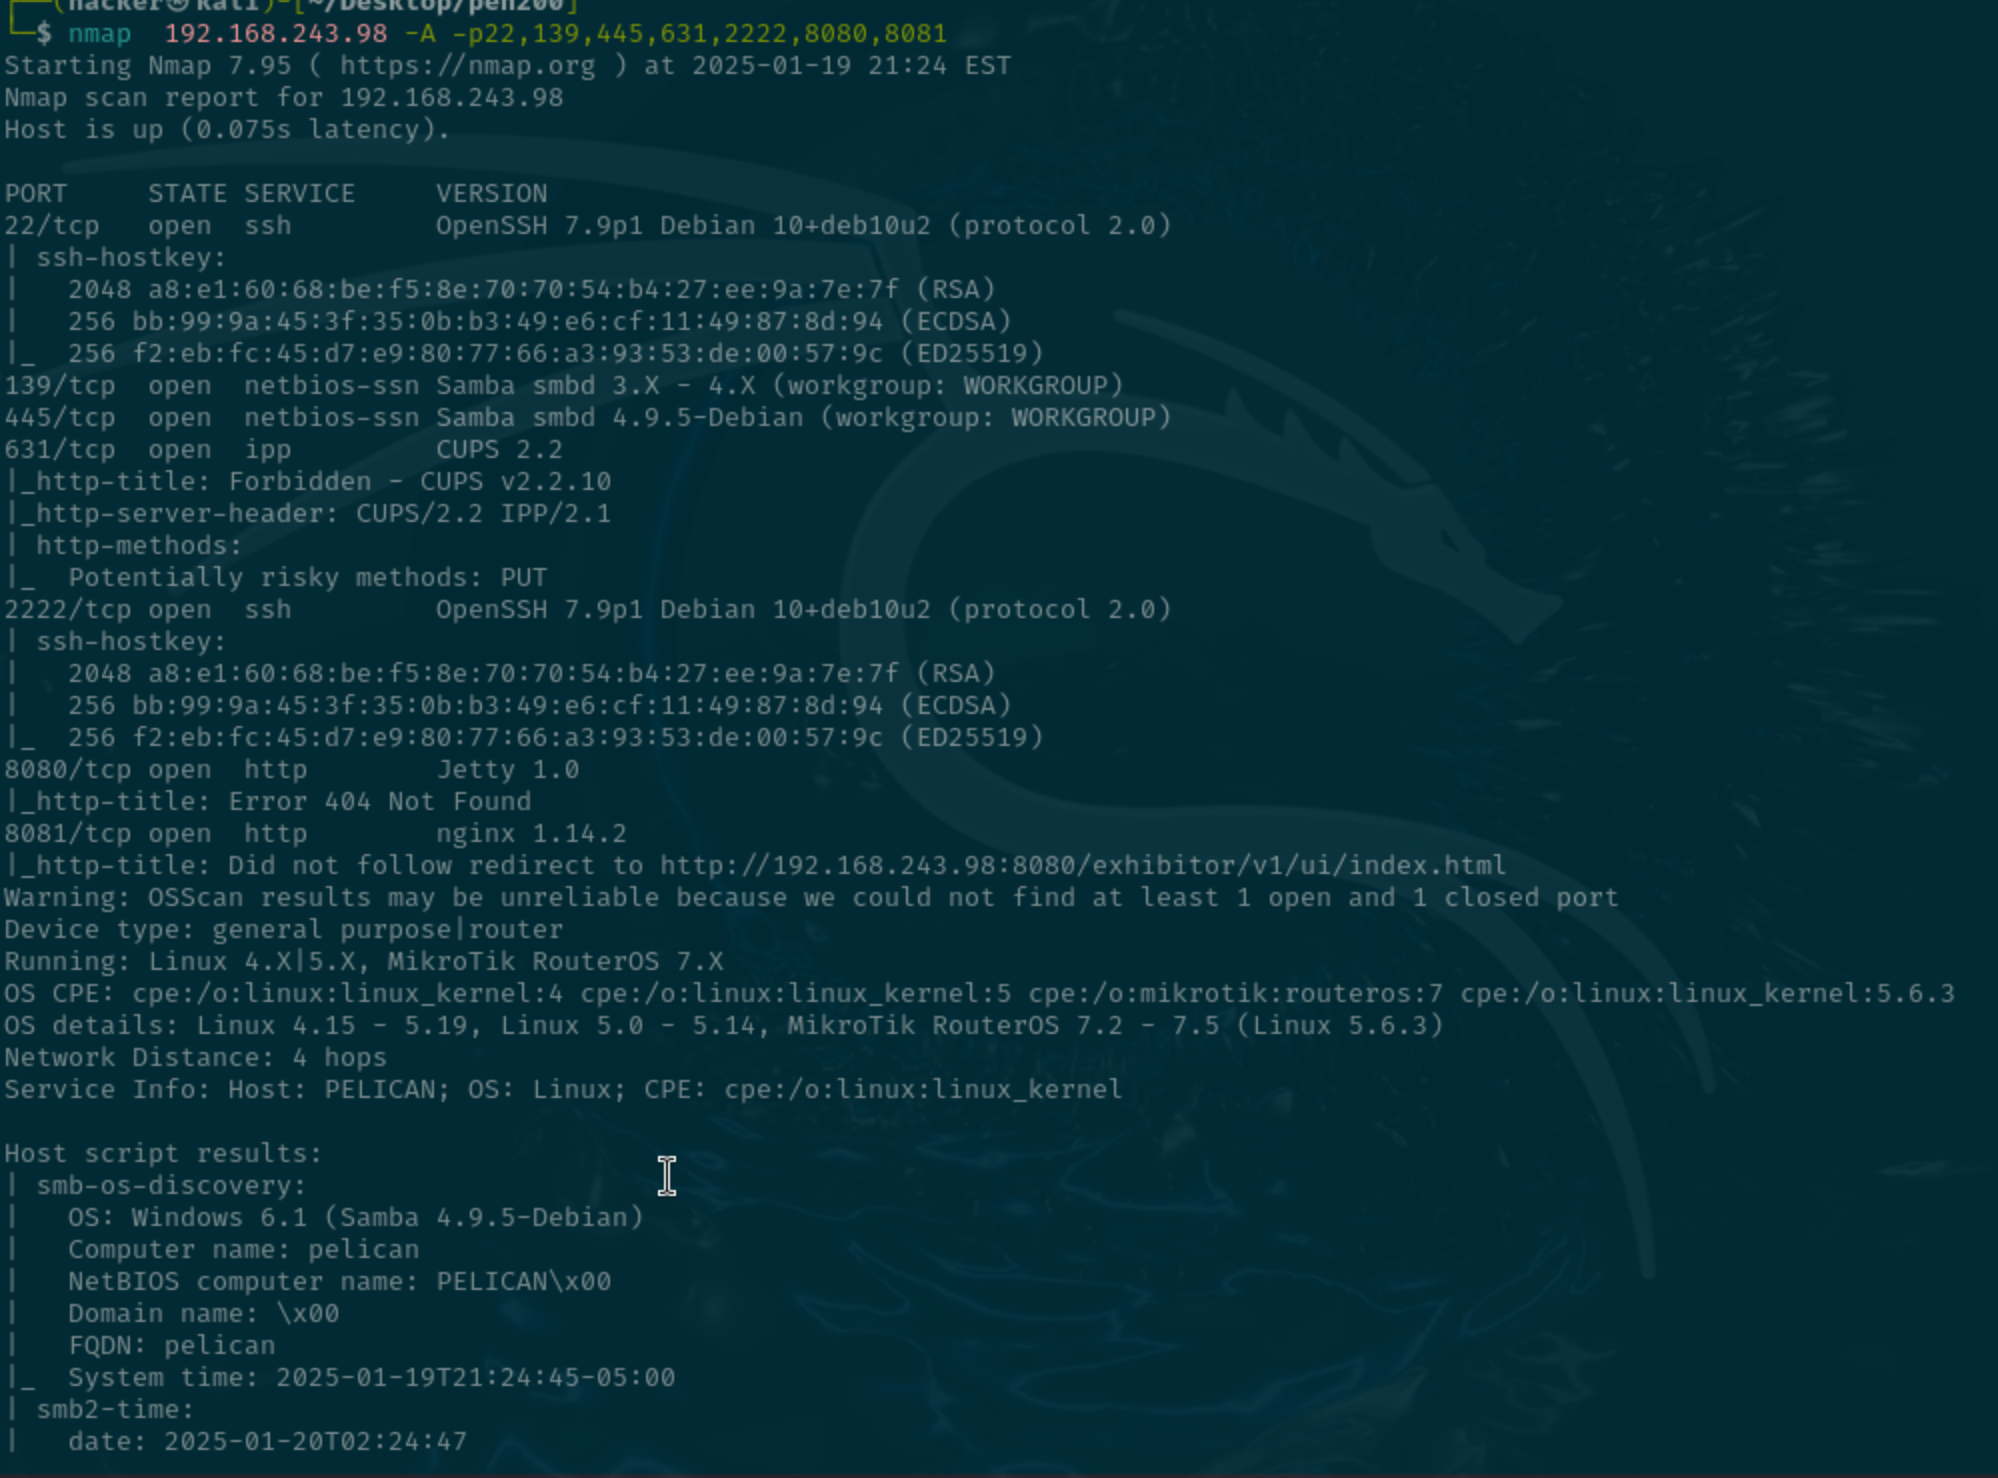 (hacker㉿kali)-[~/Desktop/pen200]
$ nmap  192.168.243.98 -A -p22,139,445,631,2222,8080,8081
Starting Nmap 7.95 ( https://nmap.org ) at 2025-01-19 21:24 EST
Nmap scan report for 192.168.243.98
Host is up (0.075s latency).

PORT     STATE SERVICE     VERSION
22/tcp   open  ssh         OpenSSH 7.9p1 Debian 10+deb10u2 (protocol 2.0)
| ssh-hostkey:
|   2048 a8:e1:60:68:be:f5:8e:70:70:54:b4:27:ee:9a:7e:7f (RSA)
|   256 bb:99:9a:45:3f:35:0b:b3:49:e6:cf:11:49:87:8d:94 (ECDSA)
|_  256 f2:eb:fc:45:d7:e9:80:77:66:a3:93:53:de:00:57:9c (ED25519)
139/tcp  open  netbios-ssn Samba smbd 3.X - 4.X (workgroup: WORKGROUP)
445/tcp  open  netbios-ssn Samba smbd 4.9.5-Debian (workgroup: WORKGROUP)
631/tcp  open  ipp         CUPS 2.2
|_http-title: Forbidden - CUPS v2.2.10
|_http-server-header: CUPS/2.2 IPP/2.1
| http-methods:
|_  Potentially risky methods: PUT
2222/tcp open  ssh         OpenSSH 7.9p1 Debian 10+deb10u2 (protocol 2.0)
| ssh-hostkey:
|   2048 a8:e1:60:68:be:f5:8e:70:70:54:b4:27:ee:9a:7e:7f (RSA)
|   256 bb:99:9a:45:3f:35:0b:b3:49:e6:cf:11:49:87:8d:94 (ECDSA)
|_  256 f2:eb:fc:45:d7:e9:80:77:66:a3:93:53:de:00:57:9c (ED25519)
8080/tcp open  http        Jetty 1.0
|_http-title: Error 404 Not Found
8081/tcp open  http        nginx 1.14.2
|_http-title: Did not follow redirect to http://192.168.243.98:8080/exhibitor/v1/ui/index.html
Warning: OSScan results may be unreliable because we could not find at least 1 open and 1 closed port
Device type: general purpose|router
Running: Linux 4.X|5.X, MikroTik RouterOS 7.X
OS CPE: cpe:/o:linux:linux_kernel:4 cpe:/o:linux:linux_kernel:5 cpe:/o:mikrotik:routeros:7 cpe:/o:linux:linux_kernel:5.6.3
OS details: Linux 4.15 - 5.19, Linux 5.0 - 5.14, MikroTik RouterOS 7.2 - 7.5 (Linux 5.6.3)
Network Distance: 4 hops
Service Info: Host: PELICAN; OS: Linux; CPE: cpe:/o:linux:linux_kernel

Host script results:
| smb-os-discovery:
|   OS: Windows 6.1 (Samba 4.9.5-Debian)
|   Computer name: pelican
|   NetBIOS computer name: PELICAN\x00
|   Domain name: \x00
|   FQDN: pelican
|_  System time: 2025-01-19T21:24:45-05:00
| smb2-time:
|   date: 2025-01-20T02:24:47